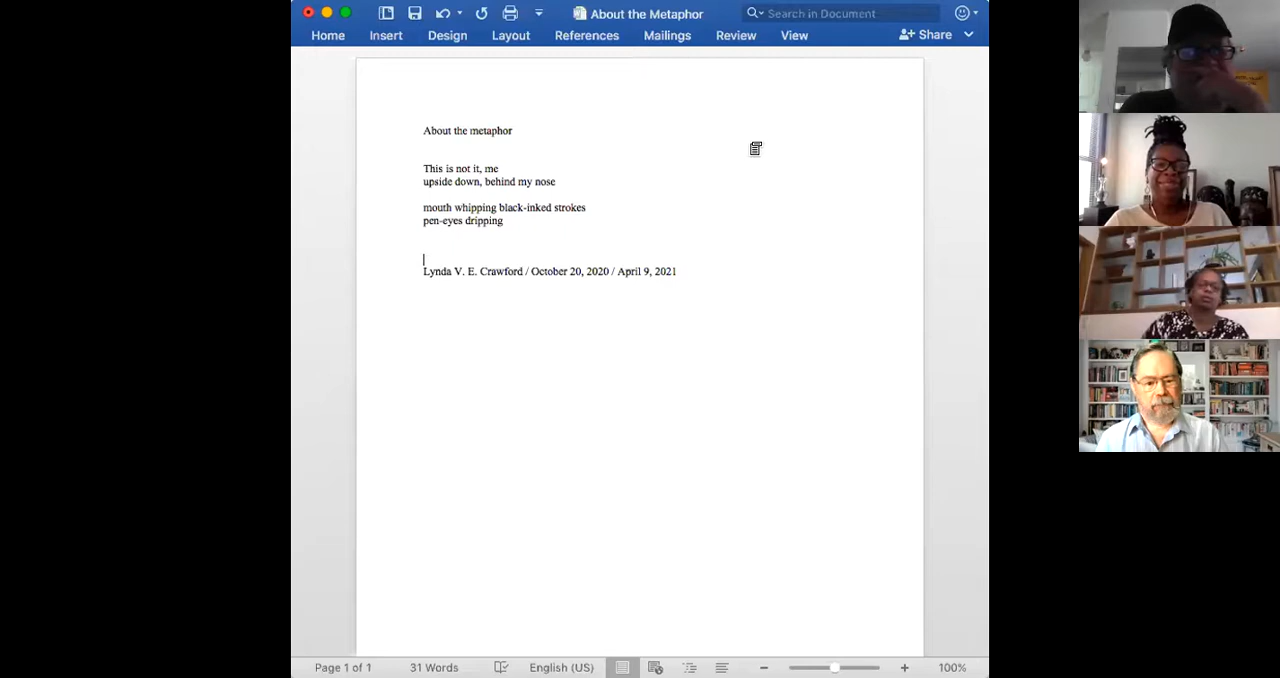 About the Metaphor
Search in Document
Home Insert Design Layout References Mailings Review View Share
About the metaphor
This is not it, me
upside down, behind my nose
mouth whipping black-inked strokes
pen-eyes dripping
Lynda V. E. Crawford / October 20, 2020 / April 9, 2021
Page 1 of 1 31 Words English (US) 100%